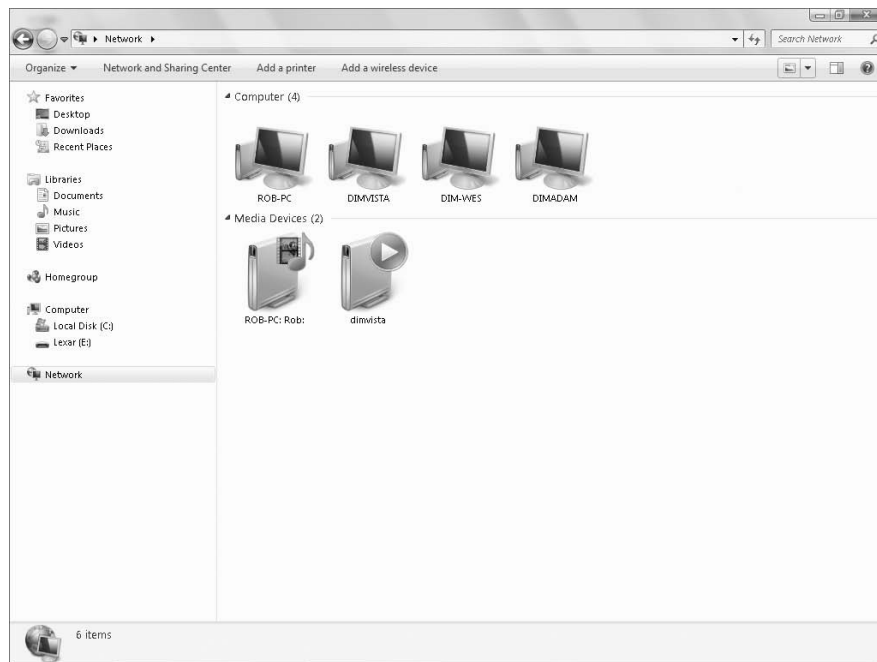 Network
Search Network
Organize
Network and Sharing Center
Add a printer
Add a wireless device
Favorites
Desktop
Downloads
Recent Places
Libraries
Documents
Music
Pictures
Videos
Homegroup
Computer
Local Disk (C:)
Lexar (E:)
Network
Computer (4)
ROB-PC
DIMVISTA
DIM-WES
DIMADAM
Media Devices (2)
ROB-PC: Rob:
dimvista
6 items